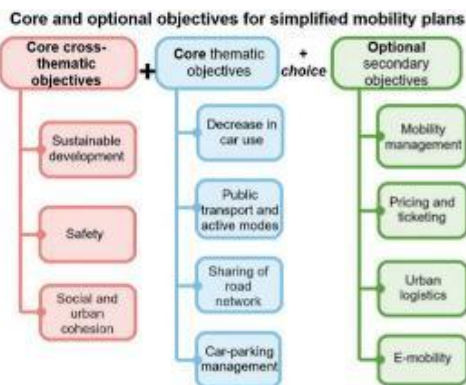 Core and optional objectives for simplified mobility plans
Core cross-
thematic
objectives
+
Core thematic
objectives
+
choice
Optional
secondary
objectives
Sustainable
development
Safety
Social and
urban
cohesion
Decrease in
car use
Public
transport and
active modes
Sharing of
road
network
Car-parking
management
Mobility
management
Pricing and
ticketing
Urban
logistics
E-mobility